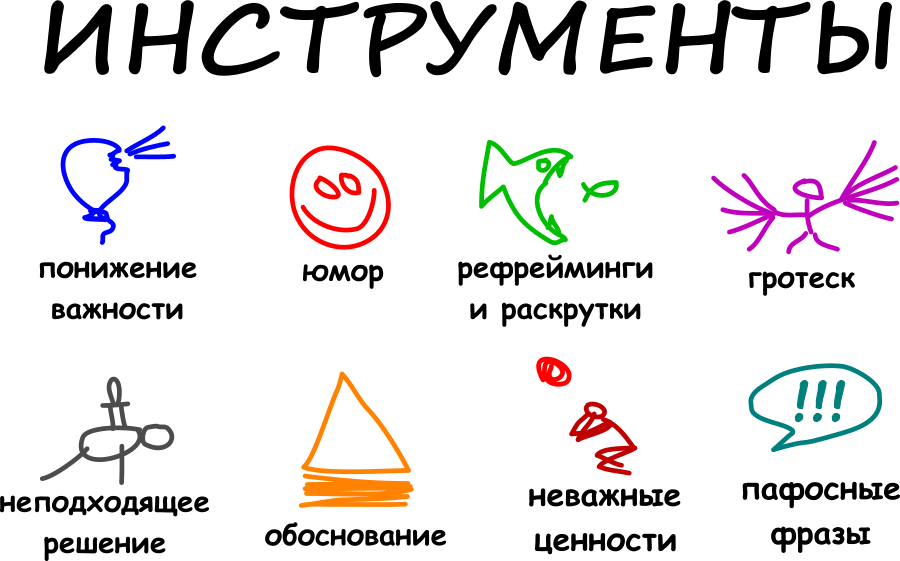 ИНСТРУМЕНТЫ
понижение
важности
юмор
рефрейминги
и раскрутки
гротеск
!!!
неподходящее
решение
обоснование
неважные
ценности
пафосные
фразы